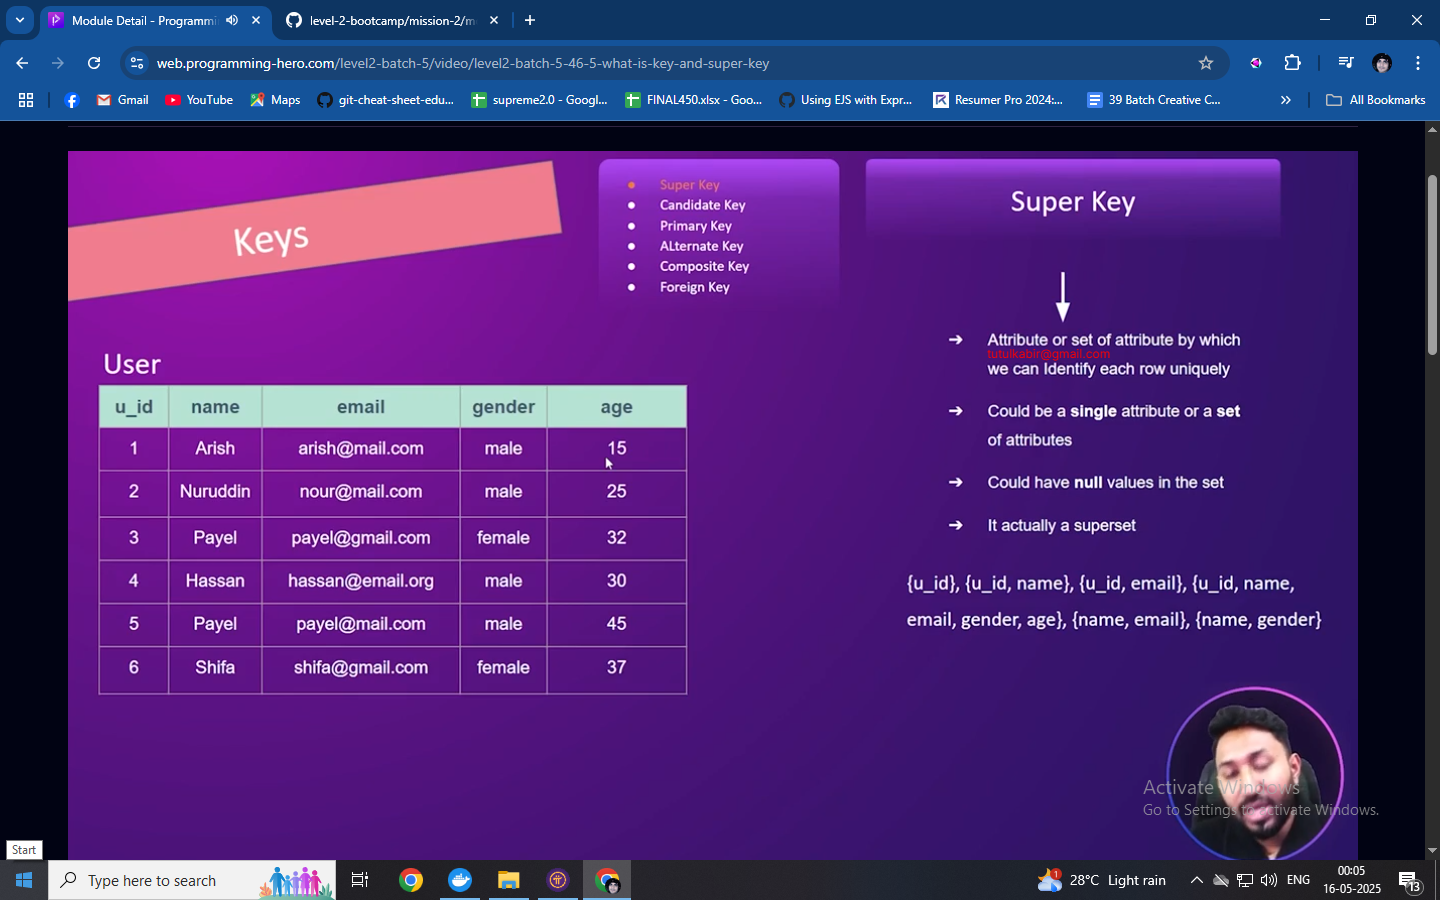 Module Detail - Programmi
level-2-bootcamp/mission-2/m
web.programming-hero.com/level2-batch-5/video/level2-batch-5-46-5-what-is-key-and-super-key
Gmail
YouTube
Maps
git-cheat-sheet-edu...
supreme2.0 - Googl...
FINAL450.xlsx - Goo...
Using EJS with Expr...
Resumer Pro 2024:...
39 Batch Creative C...
All Bookmarks
Keys
Super Key
Candidate Key
Primary Key
ALternate Key
Composite Key
Foreign Key
Super Key
Attribute or set of attribute by which
tutulkabir@gmail.com
we can Identify each row uniquely
Could be a single attribute or a set
of attributes
Could have null values in the set
It actually a superset
{u_id}, {u_id, name}, {u_id, email}, {u_id, name,
email, gender, age}, {name, email}, {name, gender}
User
u_id name email gender age
1 Arish arish@mail.com male 15
2 Nuruddin nour@mail.com male 25
3 Payel payel@gmail.com female 32
4 Hassan hassan@email.org male 30
5 Payel payel@mail.com male 45
6 Shifa shifa@gmail.com female 37
Activate Windows
Go to Settings to activate Windows.
Start
Type here to search
1
28°C Light rain
ENG
00:05
16-05-2025
13